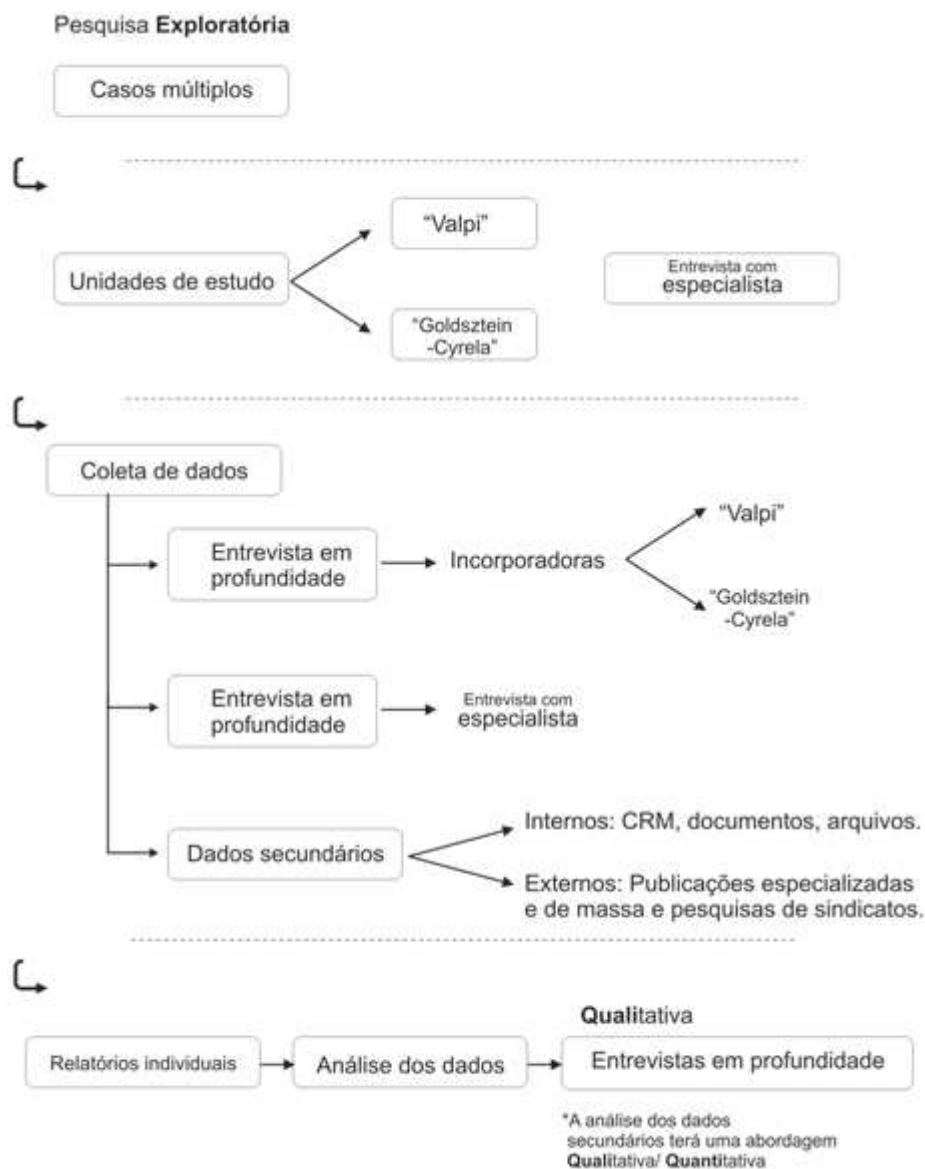 Pesquisa Exploratória
Casos múltiplos
"Valpi"
Unidades de estudo
Entrevista com
especialista
"Goldsztein
-Cyrela"
Coleta de dados
Entrevista em
profundidade
Incorporadoras
"Valpi"
"Goldsztein
-Cyrela"
Entrevista em
profundidade
Entrevista com
especialista
Dados secundários
Internos: CRM, documentos, arquivos.
Externos: Publicações especializadas
e de massa e pesquisas de sindicatos.
Qualitativa
Relatórios individuais
Análise dos dados
Entrevistas em profundidade
*A análise dos dados
secundários terá uma abordagem
Qualitativa/ Quantitativa